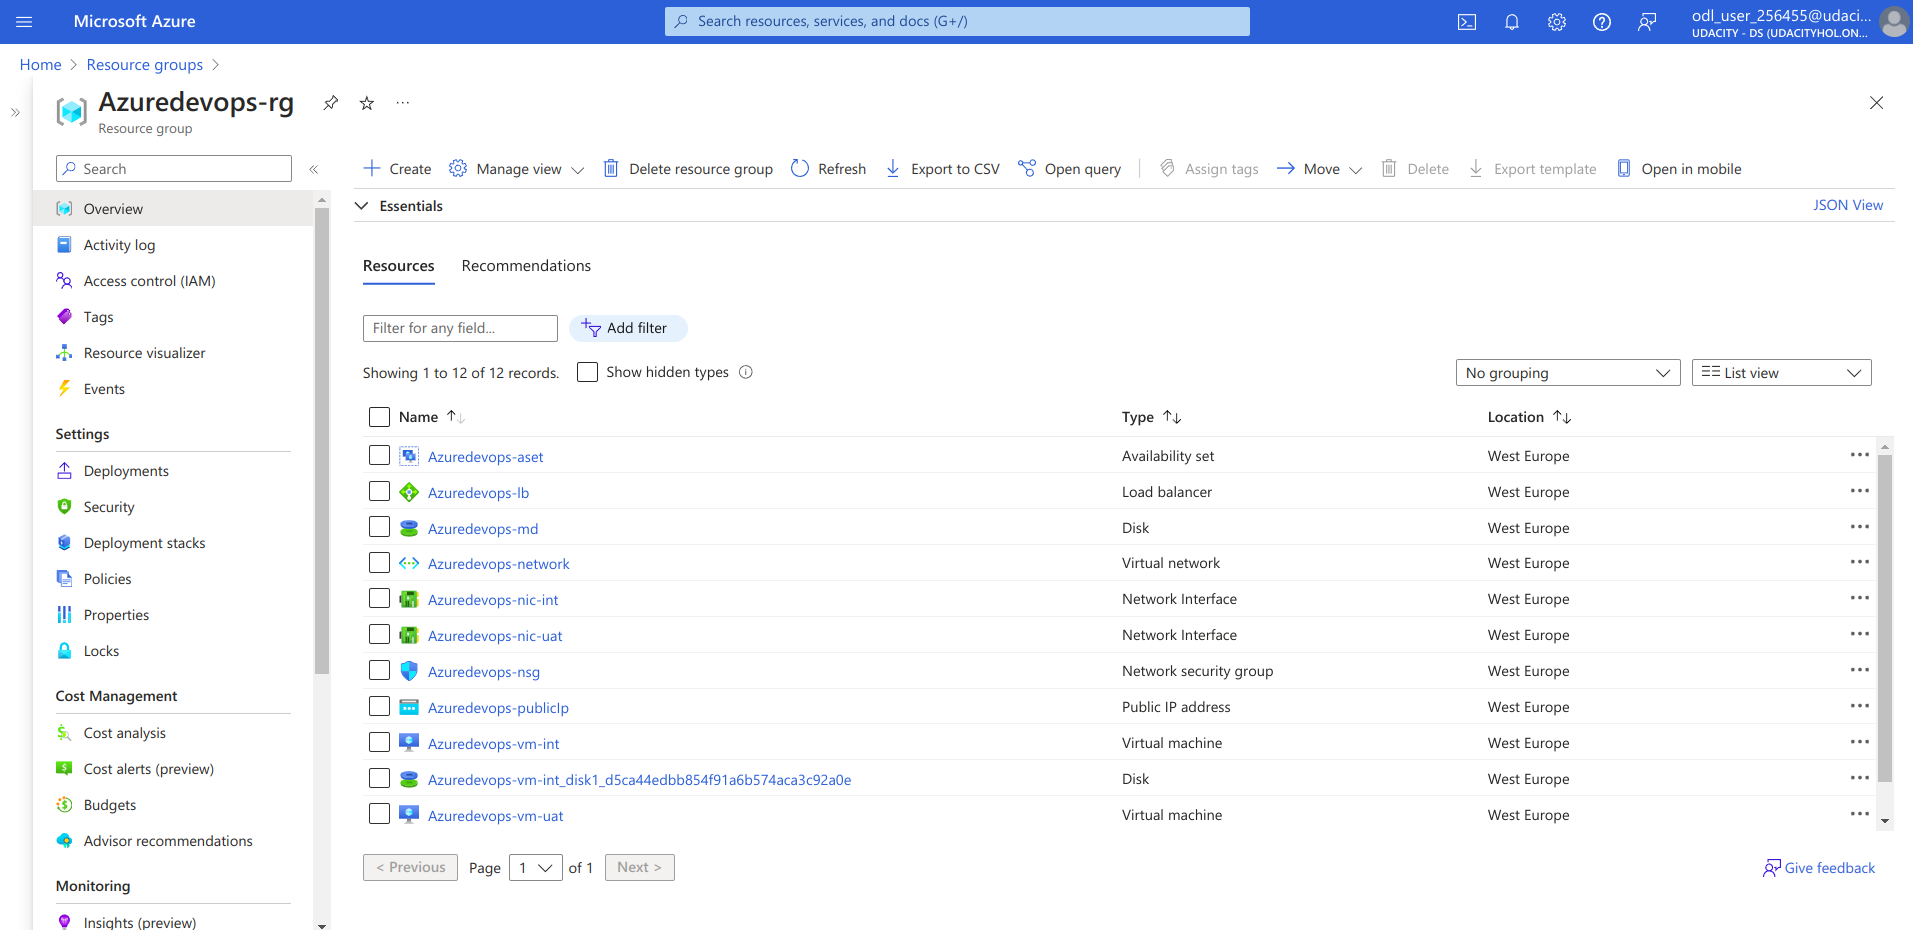 Microsoft Azure
Search resources, services, and docs (G+/)
odl_user_256455@udaci...
UDACITY - DS (UDACITYHOL.ON...
Home > Resource groups >
Azuredevops-rg
Resource group
Search
Create
Manage view
Delete resource group
Refresh
Export to CSV
Open query
Assign tags
Move
Delete
Export template
Open in mobile
Overview
Activity log
Access control (IAM)
Tags
Resource visualizer
Events
Settings
Deployments
Security
Deployment stacks
Policies
Properties
Locks
Cost Management
Cost analysis
Cost alerts (preview)
Budgets
Advisor recommendations
Monitoring
Insights (preview)
Essentials
JSON View
Resources Recommendations
Filter for any field...
Add filter
Showing 1 to 12 of 12 records.
Show hidden types
No grouping
List view
Name Type Location
Azuredevops-aset Availability set West Europe
Azuredevops-lb Load balancer West Europe
Azuredevops-md Disk West Europe
Azuredevops-network Virtual network West Europe
Azuredevops-nic-int Network Interface West Europe
Azuredevops-nic-uat Network Interface West Europe
Azuredevops-nsg Network security group West Europe
Azuredevops-publicIp Public IP address West Europe
Azuredevops-vm-int Virtual machine West Europe
Azuredevops-vm-int_disk1_d5ca44edbb854f91a6b574aca3c92a0e Disk West Europe
Azuredevops-vm-uat Virtual machine West Europe
< Previous Page 1 of 1 Next >
Give feedback